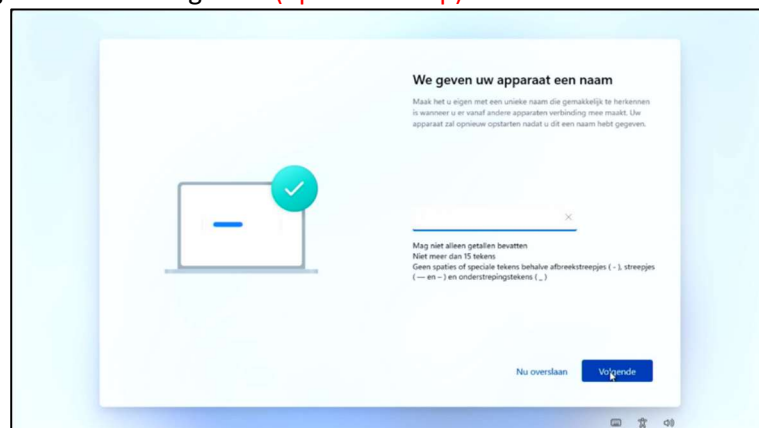 We geven uw apparaat een naam
Maak het u eigen met een unieke naam die gemakkelijk te herkennen
is wanneer u er vanaf andere apparaten verbinding mee maakt. Uw
apparaat zal opnieuw opstarten nadat u dit een naam hebt gegeven.
Mag niet alleen getallen bevatten
Niet meer dan 15 tekens
Geen spaties of speciale tekens behalve afbreekstreepjes ( - ), streepjes
( — en – ) en onderstrepingstekens ( _ )
Nu overslaan
Volgende